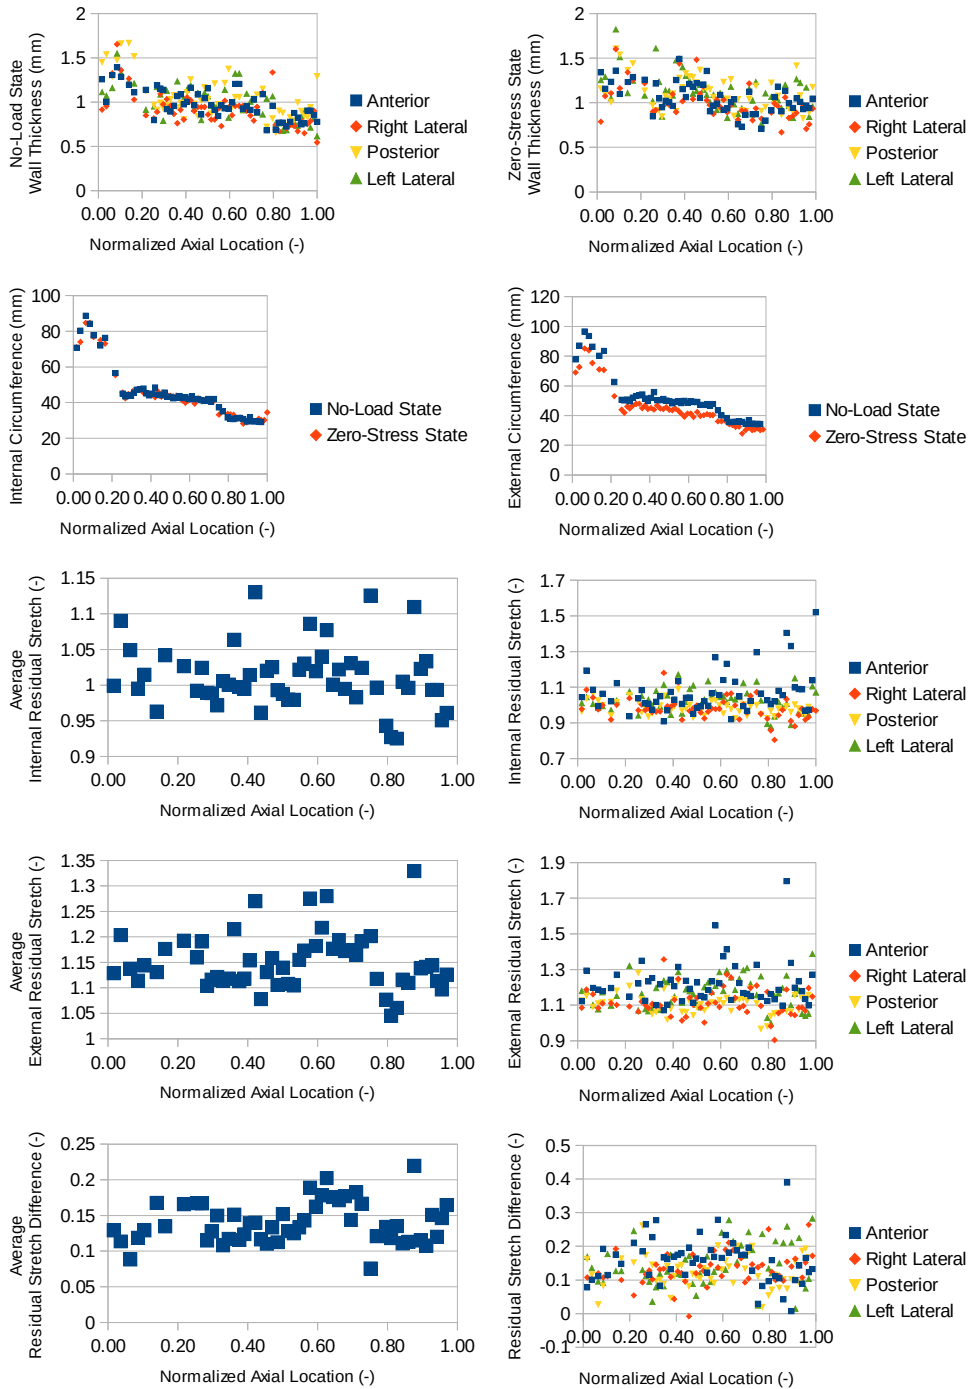 No-Load State
Wall Thickness (mm)
2
1.5
1
0.5
0
0.00 0.20 0.40 0.60 0.80 1.00
Normalized Axial Location (-)
Anterior
Right Lateral
Posterior
Left Lateral
Zero-Stress State
Wall Thickness (mm)
2
1.5
1
0.5
0
0.00 0.20 0.40 0.60 0.80 1.00
Normalized Axial Location (-)
Anterior
Right Lateral
Posterior
Left Lateral
Internal Circumference (mm)
100
80
60
40
20
0
0.00 0.20 0.40 0.60 0.80 1.00
Normalized Axial Location (-)
No-Load State
Zero-Stress State
External Circumference (mm)
120
100
80
60
40
20
0
0.00 0.20 0.40 0.60 0.80 1.00
Normalized Axial Location (-)
No-Load State
Zero-Stress State
Average
Internal Residual Stretch (-)
1.15
1.1
1.05
1
0.95
0.9
0.00 0.20 0.40 0.60 0.80 1.00
Normalized Axial Location (-)
Internal Residual Stretch (-)
1.7
1.5
1.3
1.1
0.9
0.7
0.00 0.20 0.40 0.60 0.80 1.00
Normalized Axial Location (-)
Anterior
Right Lateral
Posterior
Left Lateral
Average
External Residual Stretch (-)
1.35
1.3
1.25
1.2
1.15
1.1
1.05
1
0.00 0.20 0.40 0.60 0.80 1.00
Normalized Axial Location (-)
External Residual Stretch (-)
1.9
1.7
1.5
1.3
1.1
0.9
0.00 0.20 0.40 0.60 0.80 1.00
Normalized Axial Location (-)
Anterior
Right Lateral
Posterior
Left Lateral
Average
Residual Stretch Difference (-)
0.25
0.2
0.15
0.1
0.05
0
0.00 0.20 0.40 0.60 0.80 1.00
Normalized Axial Location (-)
Residual Stretch Difference (-)
0.5
0.4
0.3
0.2
0.1
0
-0.1
0.00 0.20 0.40 0.60 0.80 1.00
Normalized Axial Location (-)
Anterior
Right Lateral
Posterior
Left Lateral